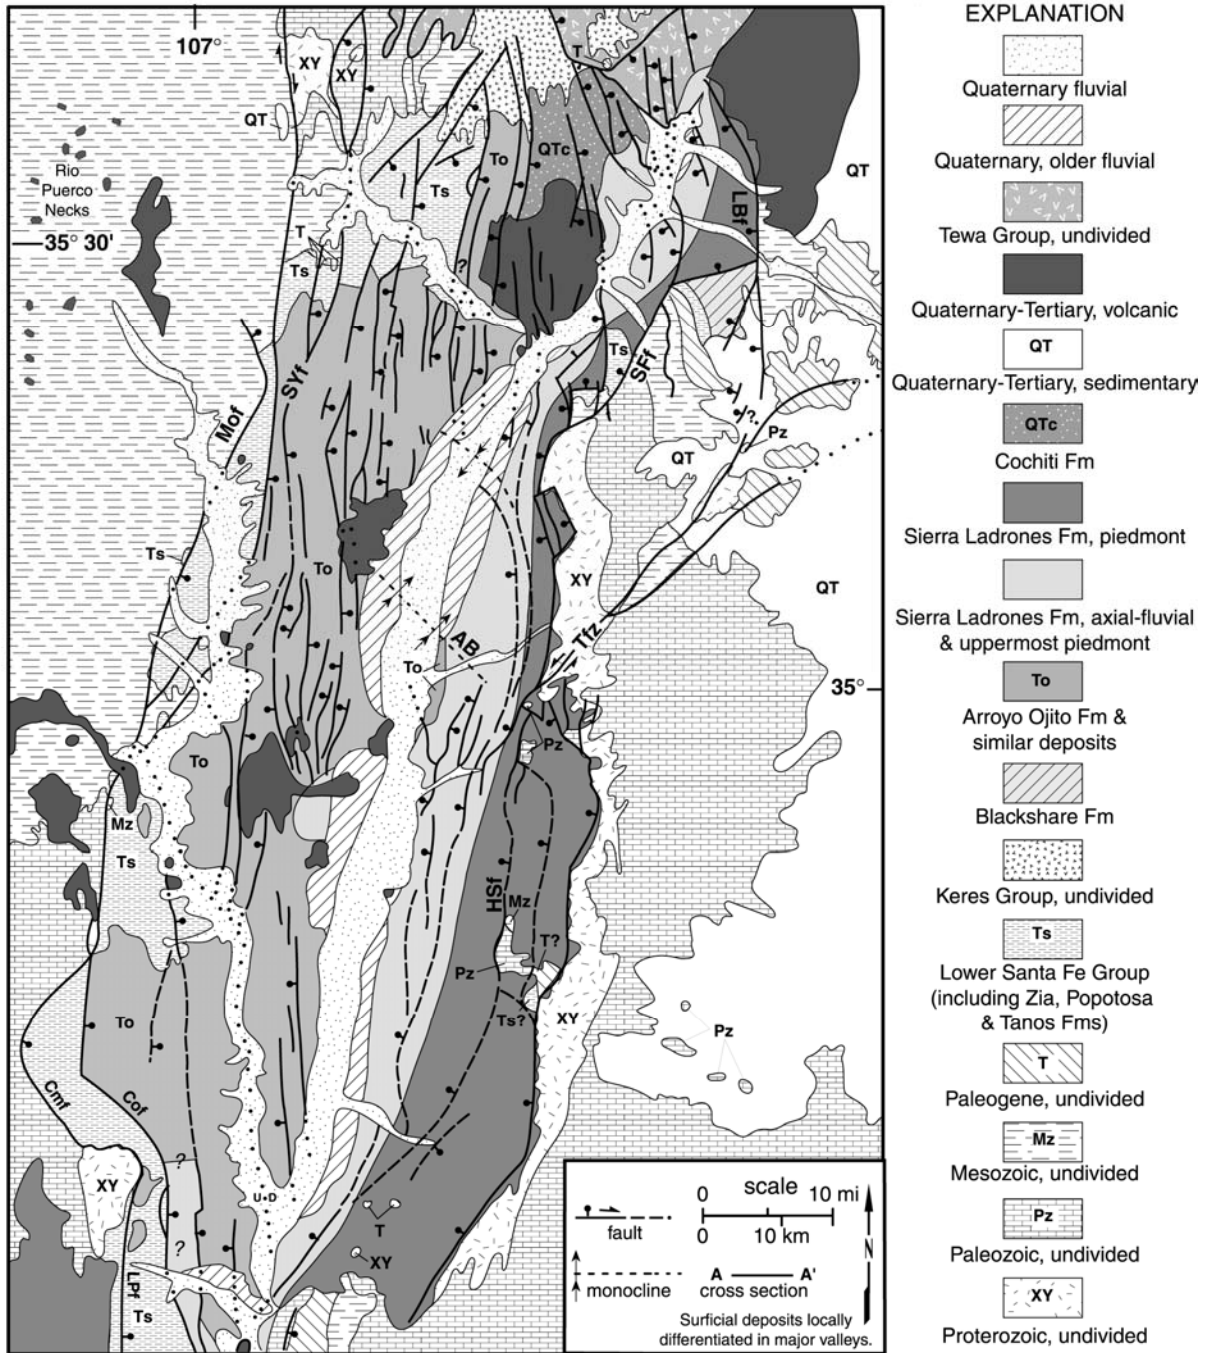 107°
XY
XY
T
QT
QTc
To
QT
Rio
Puerco
Necks
Ts
LBf
35° 30'
T
Ts
?
Ts
SFf
SYf
Mof
?
Pz
QT
Ts
To
XY
QT
AB
Tfz
To
35°
Pz
To
Mz
Ts
HSf
Mz
T?
Pz
Ts?
XY
Pz
To
Cmf
Cof
?
XY
U•D
T
?
XY
LPf
Ts
fault
monocline
scale
0 10 mi
0 10 km
N
A A'
cross section
Surficial deposits locally
differentiated in major valleys.
EXPLANATION
Quaternary fluvial
Quaternary, older fluvial
Tewa Group, undivided
Quaternary-Tertiary, volcanic
QT
Quaternary-Tertiary, sedimentary
QTc
Cochiti Fm
Sierra Ladrones Fm, piedmont
Sierra Ladrones Fm, axial-fluvial
& uppermost piedmont
To
Arroyo Ojito Fm &
similar deposits
Blackshare Fm
Keres Group, undivided
Ts
Lower Santa Fe Group
(including Zia, Popotosa
& Tanos Fms)
T
Paleogene, undivided
Mz
Mesozoic, undivided
Pz
Paleozoic, undivided
XY
Proterozoic, undivided